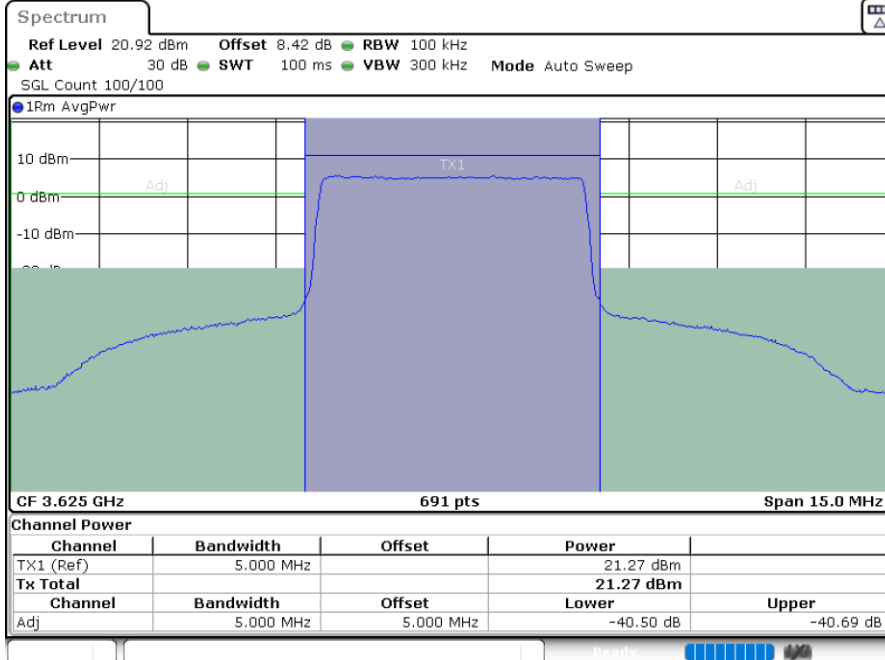 Spectrum
Ref Level 20.92 dBm Offset 8.42 dB RBW 100 kHz
Att 30 dB SWT 100 ms VBW 300 kHz Mode Auto Sweep
SGL Count 100/100
1Rm AvgPwr
10 dBm
TX1
Adj Adj
0 dBm
-10 dBm
CF 3.625 GHz 691 pts Span 15.0 MHz
Channel Power
Channel Bandwidth Offset Power
TX1 (Ref) 5.000 MHz 21.27 dBm
Tx Total 21.27 dBm
Channel Bandwidth Offset Lower Upper
Adj 5.000 MHz 5.000 MHz -40.50 dB -40.69 dB
Ready